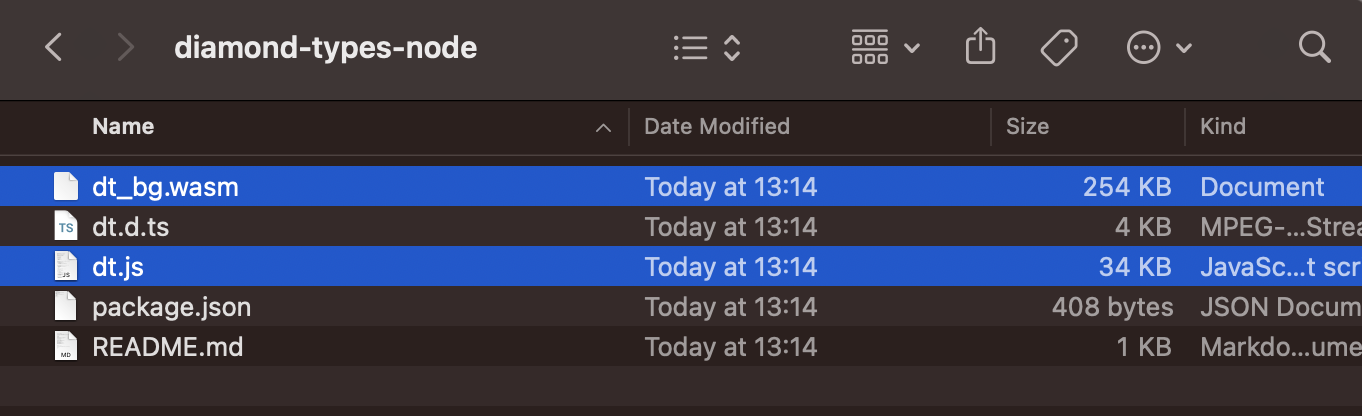 diamond-types-node
Name Date Modified Size Kind
dt_bg.wasm Today at 13:14 254 KB Document
TS dt.d.ts Today at 13:14 4 KB MPEG-...Strea
JS dt.js Today at 13:14 34 KB JavaSc...t scr
package.json Today at 13:14 408 bytes JSON Docum
MD README.md Today at 13:14 1 KB Markdo...ume